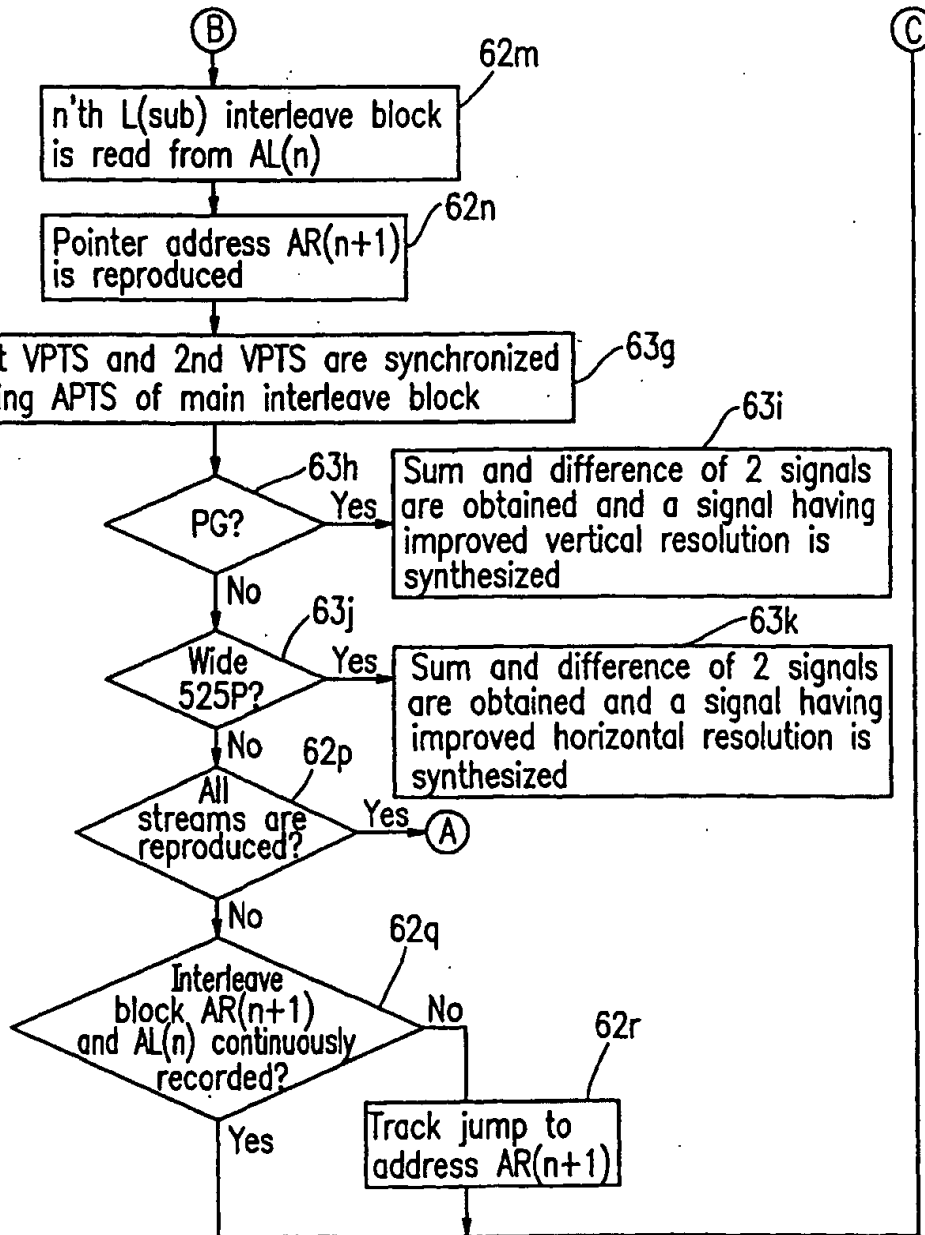 B
C
62m
n'th L(sub) interleave block
is read from AL(n)
62n
Pointer address AR(n+1)
is reproduced
t VPTS and 2nd VPTS are synchronized
ing APTS of main interleave block
63g
63h
PG?
Yes
No
63i
Sum and difference of 2 signals
are obtained and a signal having
improved vertical resolution is
synthesized
63j
Wide
525P?
Yes
No
63k
Sum and difference of 2 signals
are obtained and a signal having
improved horizontal resolution is
synthesized
62p
All
streams are
reproduced?
Yes
A
No
62q
Interleave
block AR(n+1)
and AL(n) continuously
recorded?
No
Yes
62r
Track jump to
address AR(n+1)